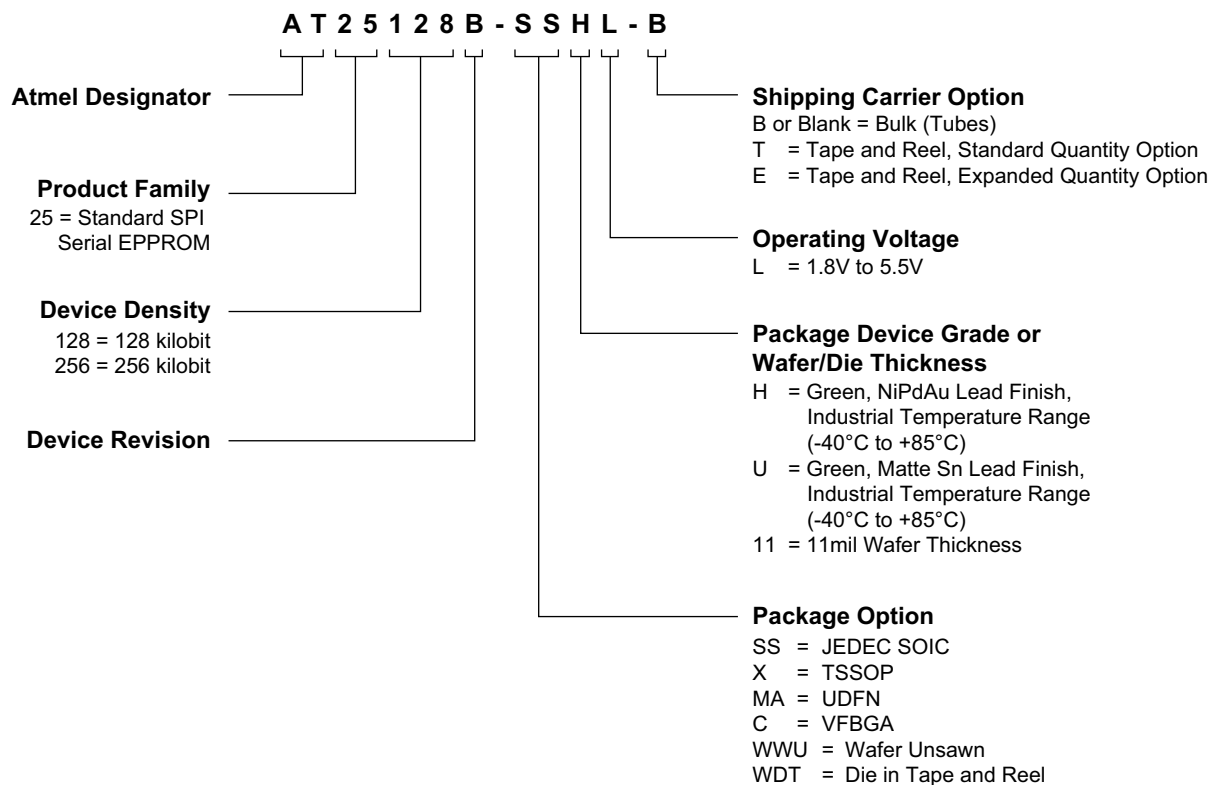 AT25128B-SSHL-B
Atmel Designator
Product Family
25 = Standard SPI
Serial EPPROM
Device Density
128 = 128 kilobit
256 = 256 kilobit
Device Revision
Shipping Carrier Option
B or Blank = Bulk (Tubes)
T = Tape and Reel, Standard Quantity Option
E = Tape and Reel, Expanded Quantity Option
Operating Voltage
L = 1.8V to 5.5V
Package Device Grade or
Wafer/Die Thickness
H = Green, NiPdAu Lead Finish,
Industrial Temperature Range
(-40°C to +85°C)
U = Green, Matte Sn Lead Finish,
Industrial Temperature Range
(-40°C to +85°C)
11 = 11mil Wafer Thickness
Package Option
SS = JEDEC SOIC
X = TSSOP
MA = UDFN
C = VFBGA
WWU = Wafer Unsawn
WDT = Die in Tape and Reel